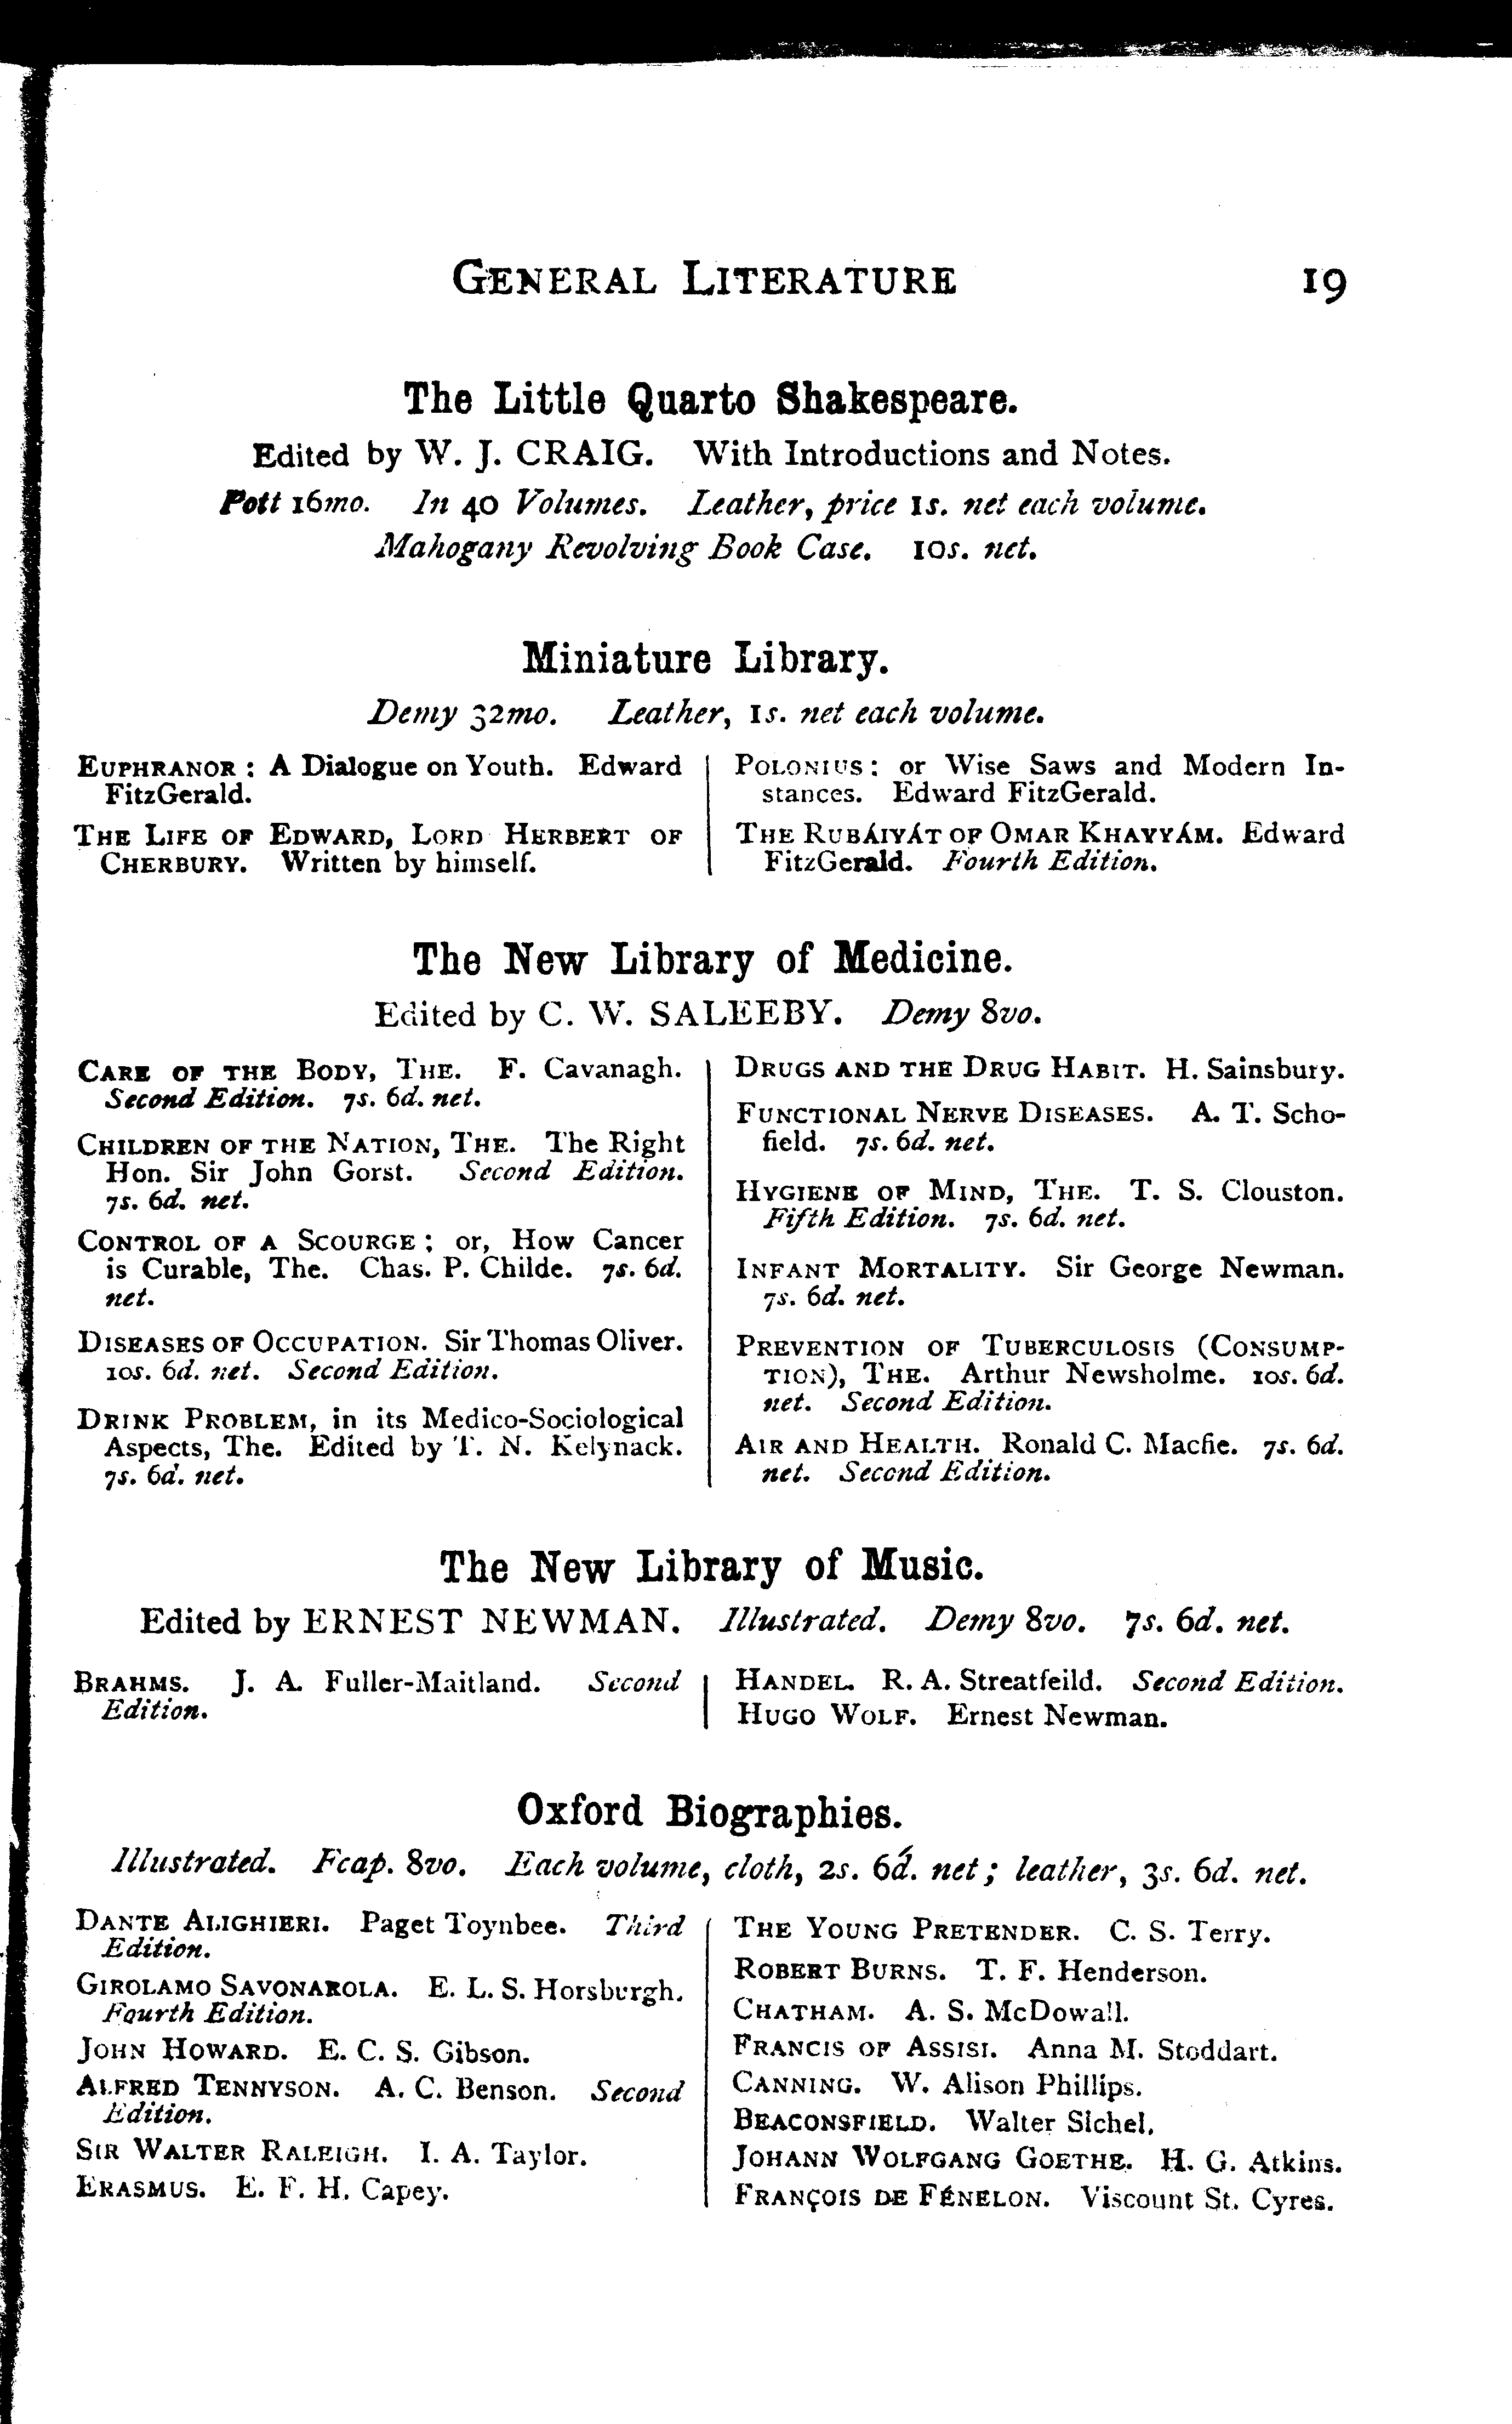 GENERAL LITERATURE 19
The Little Quarto Shakespeare.
Edited by W. J. CRAIG. With Introductions and Notes.
Pott 16mo. In 40 Volumes. Leather, price 1s. net each volume.
Mahogany Revolving Book Case. 10s. net.
Miniature Library.
Demy 32mo. Leather, 1s. net each volume.
EUPHRANOR: A Dialogue on Youth. Edward
FitzGerald.
THE LIFE OF EDWARD, LORD HERBERT OF
CHERBURY. Written by himself.
POLONIUS: or Wise Saws and Modern In-
stances. Edward FitzGerald.
THE RUBÁIYÁT OF OMAR KHAYYÁM. Edward
FitzGerald. Fourth Edition.
The New Library of Medicine.
Edited by C. W. SALEEBY. Demy 8vo.
CARE OF THE BODY, THE. F. Cavanagh.
Second Edition. 7s. 6d. net.
CHILDREN OF THE NATION, THE. The Right
Hon. Sir John Gorst. Second Edition.
7s. 6d. net.
CONTROL OF A SCOURGE; or, How Cancer
is Curable, The. Chas. P. Childe. 7s. 6d.
net.
DISEASES OF OCCUPATION. Sir Thomas Oliver.
10s. 6d. net. Second Edition.
DRINK PROBLEM, in its Medico-Sociological
Aspects, The. Edited by T. N. Kelynack.
7s. 6d. net.
DRUGS AND THE DRUG HABIT. H. Sainsbury.
FUNCTIONAL NERVE DISEASES. A. T. Scho-
field. 7s. 6d. net.
HYGIENE OF MIND, THE. T. S. Clouston.
Fifth Edition. 7s. 6d. net.
INFANT MORTALITY. Sir George Newman.
7s. 6d. net.
PREVENTION OF TUBERCULOSIS (CONSUMP-
TION), THE. Arthur Newsholme. 10s. 6d.
net. Second Edition.
AIR AND HEALTH. Ronald C. Macfie. 7s. 6d.
net. Second Edition.
The New Library of Music.
Edited by ERNEST NEWMAN. Illustrated. Demy 8vo. 7s. 6d. net.
BRAHMS. J. A. Fuller-Maitland. Second
Edition.
HANDEL. R. A. Streatfeild. Second Edition.
HUGO WOLF. Ernest Newman.
Oxford Biographies.
Illustrated. Fcap. 8vo. Each volume, cloth, 2s. 6d. net; leather, 3s. 6d. net.
DANTE ALIGHIERI. Paget Toynbee. Third
Edition.
GIROLAMO SAVONAROLA. E. L. S. Horsburgh.
Fourth Edition.
JOHN HOWARD. E. C. S. Gibson.
ALFRED TENNYSON. A. C. Benson. Second
Edition.
SIR WALTER RALEIGH. I. A. Taylor.
ERASMUS. E. F. H. Capey.
THE YOUNG PRETENDER. C. S. Terry.
ROBERT BURNS. T. F. Henderson.
CHATHAM. A. S. McDowall.
FRANCIS OF ASSISI. Anna M. Stoddart.
CANNING. W. Alison Phillips.
BEACONSFIELD. Walter Sichel.
JOHANN WOLFGANG GOETHE. H. G. Atkins.
FRANÇOIS DE FÉNELON. Viscount St. Cyres.